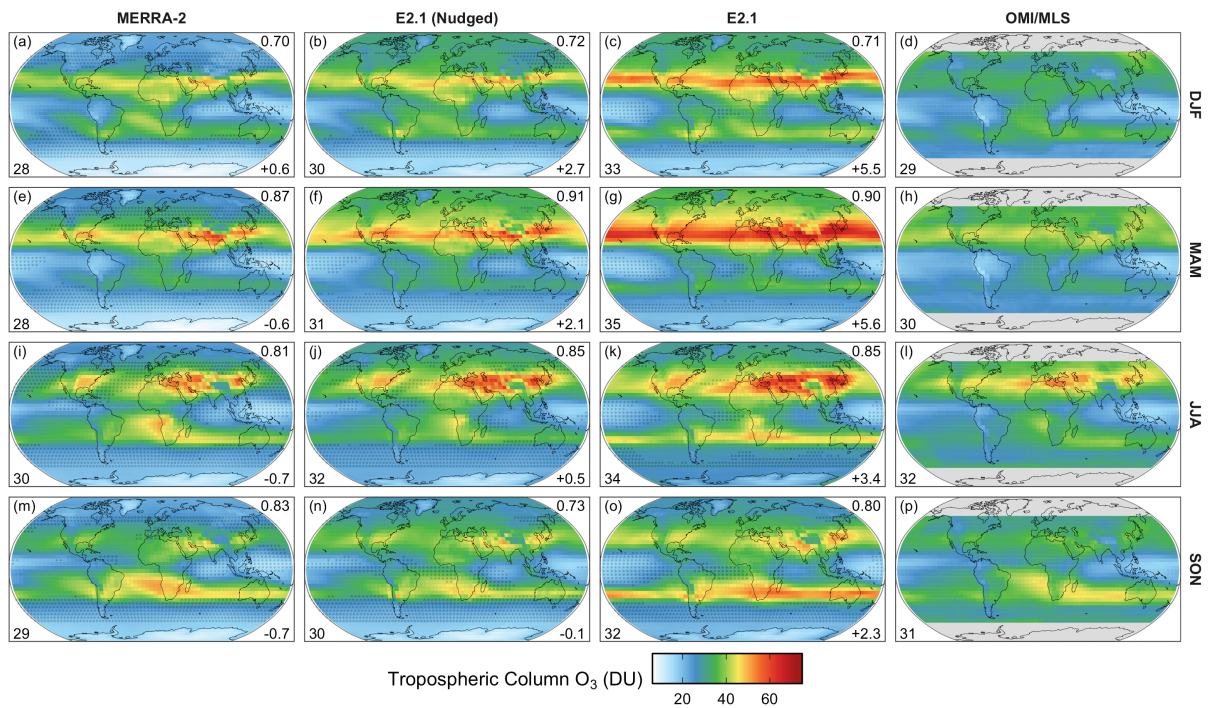 MERRA-2 E2.1 (Nudged) E2.1 OMI/MLS
(a) 0.70 (b) 0.72 (c) 0.71 (d)
DJF
28 +0.6 30 +2.7 33 +5.5 29
(e) 0.87 (f) 0.91 (g) 0.90 (h)
MAM
28 -0.6 31 +2.1 35 +5.6 30
(i) 0.81 (j) 0.85 (k) 0.85 (l)
JJA
30 -0.7 32 +0.5 34 +3.4 32
(m) 0.83 (n) 0.73 (o) 0.80 (p)
SON
29 -0.7 30 -0.1 32 +2.3 31
Tropospheric Column O₃ (DU)
20 40 60